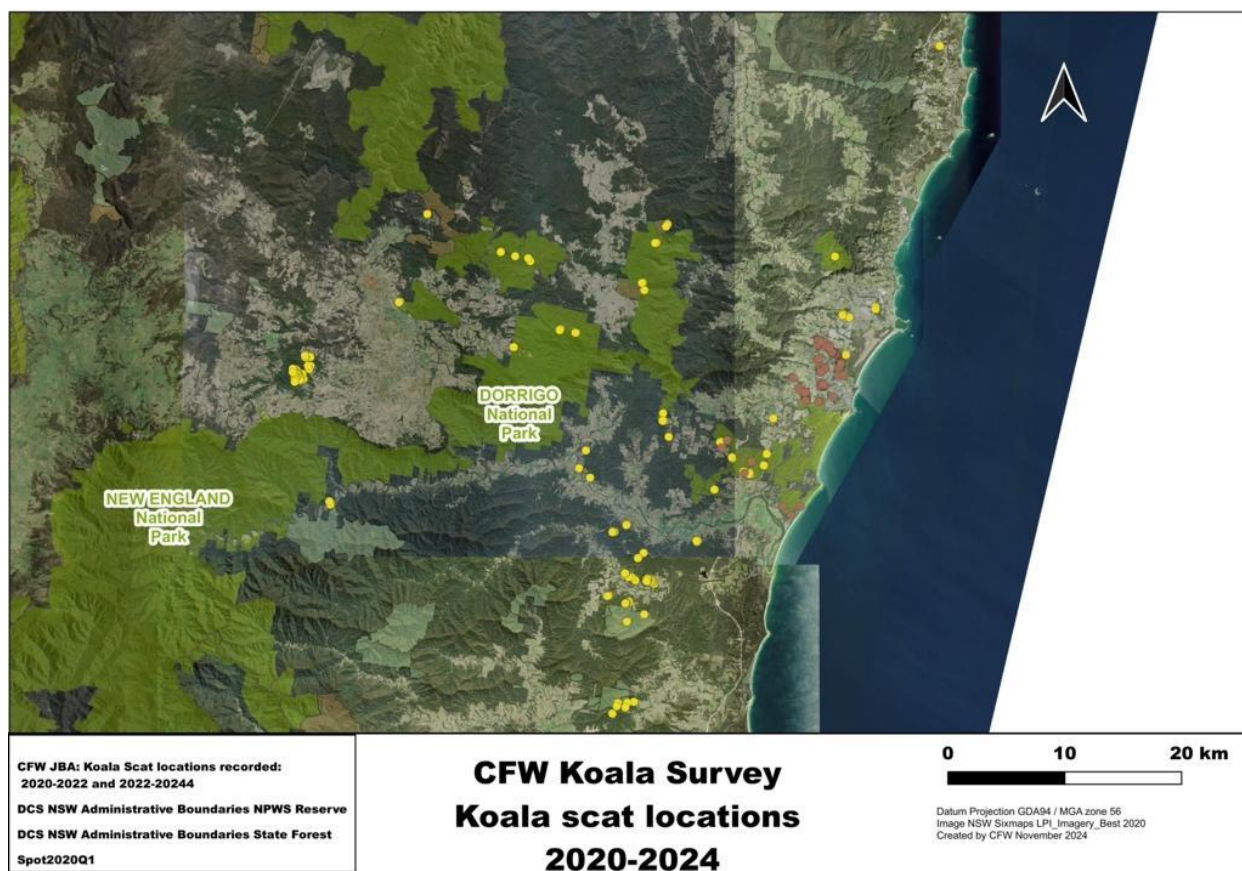 DORRIGO
National
Park
NEW ENGLAND
National
Park
CFW JBA: Koala Scat locations recorded:
2020-2022 and 2022-20244
DCS NSW Administrative Boundaries NPWS Reserve
DCS NSW Administrative Boundaries State Forest
Spot2020Q1
CFW Koala Survey
Koala scat locations
2020-2024
0 10 20 km
Datum Projection GDA94 / MGA zone 56
Image NSW Sixmaps LPI_Imagery_Best 2020
Created by CFW November 2024